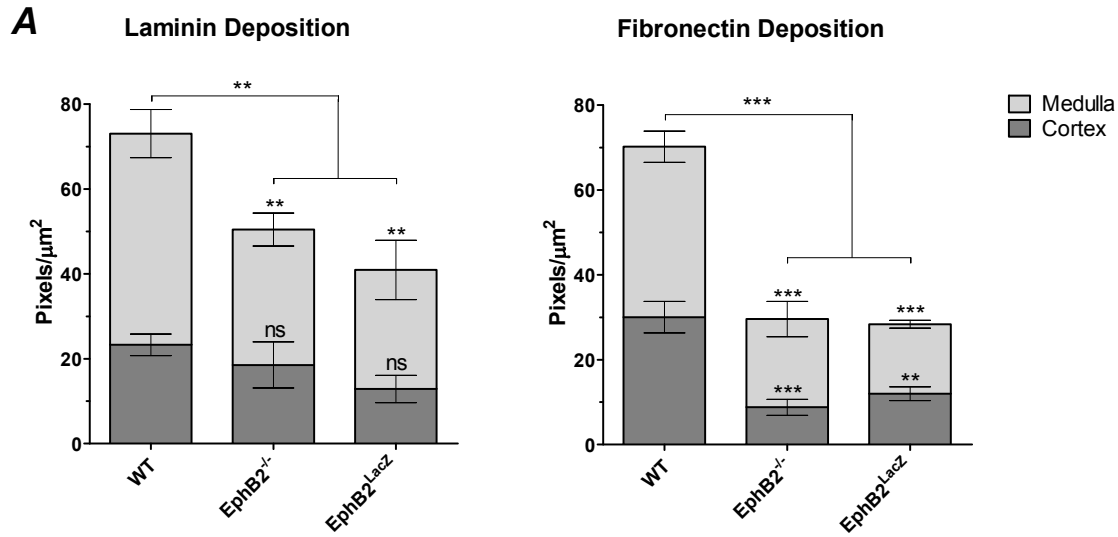 A
Laminin Deposition
Pixels/μm²
80
60
40
20
0
**
**
**
ns
ns
WT
EphB2⁻/⁻
EphB2ᴸᵃᶜᶻ
Fibronectin Deposition
Pixels/μm²
80
60
40
20
0
***
***
***
***
**
WT
EphB2⁻/⁻
EphB2ᴸᵃᶜᶻ
Medulla
Cortex